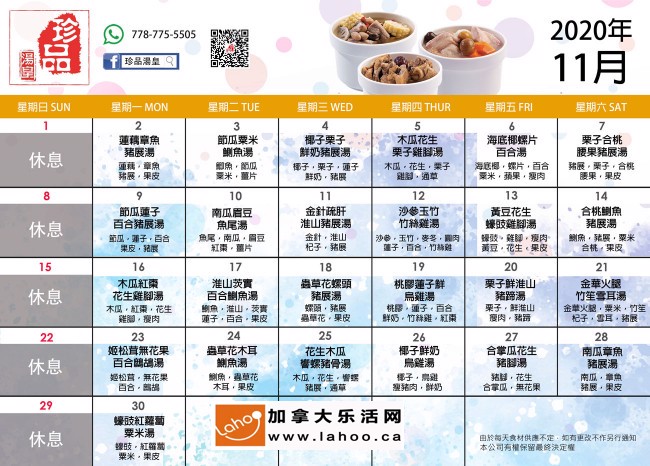 珍品
湯皇
778-775-5505
珍品湯皇
2020年
11月
星期日 SUN 星期一 MON 星期二 TUE 星期三 WED 星期四 THUR 星期五 FRI 星期六 SAT
1
休息
2
蓮藕章魚
豬展湯
蓮藕,章魚
豬展,果皮
3
節瓜粟米
鰂魚湯
鰂魚,節瓜
粟米,薑片
4
椰子栗子
鮮奶豬展湯
椰子,栗子,蓮子
鮮奶,豬展
5
木瓜花生
栗子雞腳湯
木瓜,花生,栗子
雞腳,通草
6
海底椰螺片
百合湯
海底椰,螺片,百合
粟米,蘋果,瘦肉
7
栗子合桃
腰果豬展湯
豬展,栗子,合桃
腰果,果皮
8
休息
9
節瓜蓮子
百合豬展湯
節瓜,蓮子,百合
果皮,豬展
10
南瓜眉豆
魚尾湯
魚尾,南瓜,眉豆
紅棗,薑片
11
金針疏肝
淮山豬展湯
金針,淮山
杞子,豬展
12
沙參玉竹
竹絲雞湯
沙參,玉竹,麥冬,圓肉
蓮子,百合,竹絲雞
13
黃豆花生
蠔豉雞腳湯
蠔豉,雞腳,瘦肉
黃豆,花生,果皮
14
合桃鰂魚
豬展湯
鰂魚,豬展,粟米
合桃,果皮
15
休息
16
木瓜紅棗
花生雞腳湯
木瓜,紅棗,花生
雞腳,瘦肉
17
淮山茨實
百合鰂魚湯
鰂魚,淮山,茨實
蓮子,百合,果皮
18
蟲草花螺頭
豬展湯
螺頭,豬展
蟲草花,果皮
19
桃膠蓮子鮮
烏雞湯
桃膠,蓮子,百合
鮮奶,竹絲雞,紅棗
20
栗子鮮淮山
豬蹄湯
栗子,鮮淮山
瘦肉,豬蹄
21
金華火腿
竹笙雪耳湯
金華火腿,粟米,竹笙
杞子,雪耳,豬展
22
休息
23
姬松茸無花果
百合鷓鴣湯
姬松茸,無花果
百合,鷓鴣
24
蟲草花木耳
鰂魚湯
鰂魚,蟲草花
木耳,果皮
25
花生木瓜
響螺豬骨湯
木瓜,花生,響螺
豬展,通草
26
椰子鮮奶
烏雞湯
椰子,烏雞
瘦豬肉,鮮奶
27
合掌瓜花生
豬腳湯
豬腳,花生
合掌瓜,無花果
28
南瓜章魚
豬展湯
南瓜,章魚
豬展,果皮
29
休息
30
蠔豉紅蘿蔔
粟米湯
蠔豉,紅蘿蔔
粟米,果皮
Lahoo
加拿大乐活网
www.lahoo.ca
由於每天食材供應不定,如有更改不作另行通知
本公司有權保留最終決定權